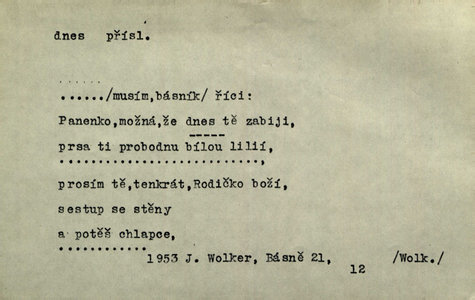 dnes přísl.
......
....../musím,básník/ říci:
Panenko,možná,že dnes tě zabiji,
prsa ti probodnu bílou lilií,
............................,
prosím tě,tenkrát,Rodičko boží,
sestup se stěny
a potěš chlapce,
............
1953 J. Wolker, Básně 21, /Wolk./
12